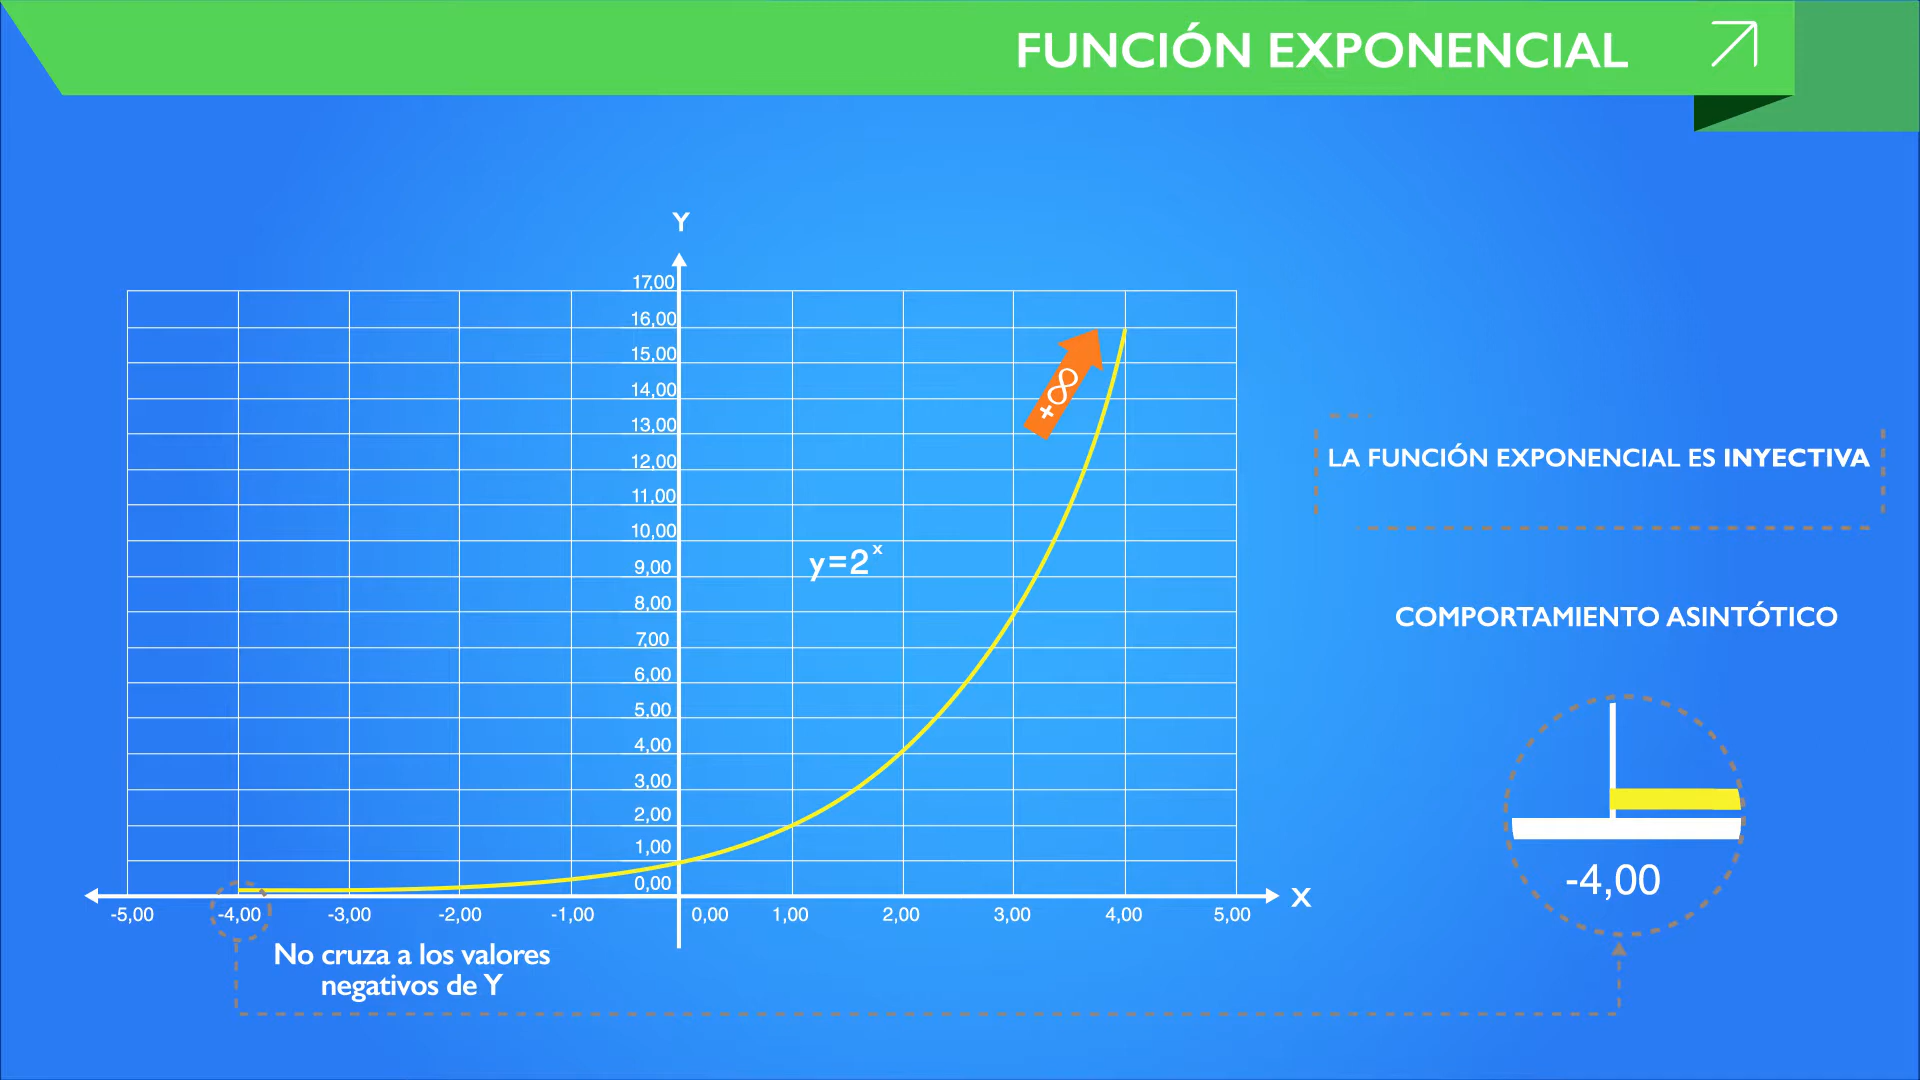 FUNCIÓN EXPONENCIAL
Y
17,00
16,00
15,00
14,00
13,00
12,00
11,00
10,00
9,00
8,00
7,00
6,00
5,00
4,00
3,00
2,00
1,00
0,00
+∞
y=2ˣ
X
-5,00 -4,00 -3,00 -2,00 -1,00 0,00 1,00 2,00 3,00 4,00 5,00
No cruza a los valores
negativos de Y
LA FUNCIÓN EXPONENCIAL ES INYECTIVA
COMPORTAMIENTO ASINTÓTICO
-4,00